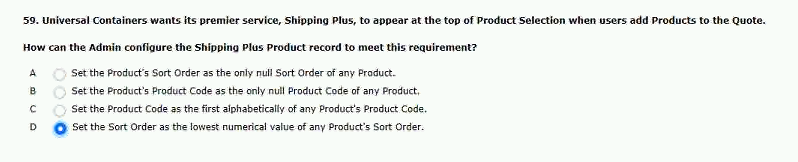 59. Universal Containers wants its premier service, Shipping Plus, to appear at the top of Product Selection when users add Products to the Quote.
How can the Admin configure the Shipping Plus Product record to meet this requirement?
A Set the Product's Sort Order as the only null Sort Order of any Product.
B Set the Product's Product Code as the only null Product Code of any Product.
C Set the Product Code as the first alphabetically of any Product's Product Code.
D Set the Sort Order as the lowest numerical value of any Product's Sort Order.